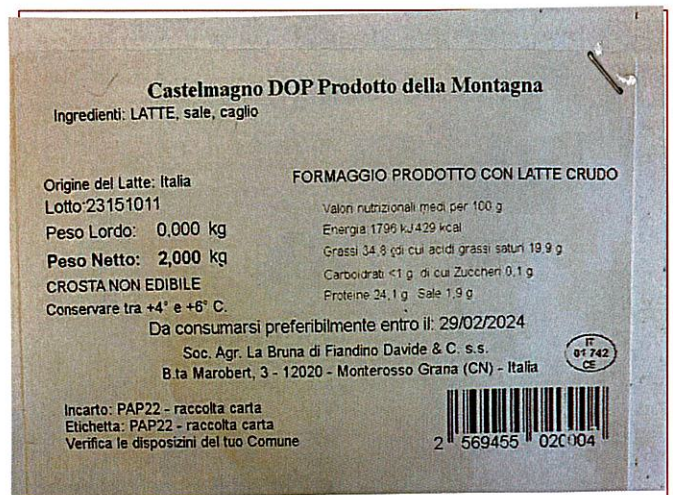 Castelmagno DOP Prodotto della Montagna
Ingredienti: LATTE, sale, caglio
Origine del Latte: Italia
Lotto:23151011
Peso Lordo: 0,000 kg
Peso Netto: 2,000 kg
CROSTA NON EDIBILE
Conservare tra +4° e +6° C.
FORMAGGIO PRODOTTO CON LATTE CRUDO
Valori nutrizionali medi per 100 g
Energia 1796 kJ429 kcal
Grassi 34,8 gdi cui acidi grassi saturi 19,9 g
Carboidrati <1 g di cui Zuccheri 0,1 g
Proteine 24,1 g Sale 1,9 g
Da consumarsi preferibilmente entro il: 29/02/2024
Soc. Agr. La Bruna di Fiandino Davide & C. s.s.
B.ta Marobert, 3 - 12020 - Monterosso Grana (CN) - Italia
IT
01 742
CE
Incarto: PAP22 - raccolta carta
Etichetta: PAP22 - raccolta carta
Verifica le disposizini del tuo Comune
2 569455 020004